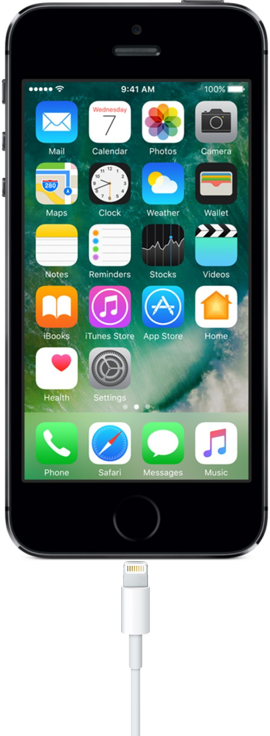 9:41 AM 100%
Wednesday
7
280
Mail Calendar Photos Camera
Maps Clock Weather Wallet
Notes Reminders Stocks Videos
iBooks iTunes Store App Store Home
Health Settings
Phone Safari Messages Music